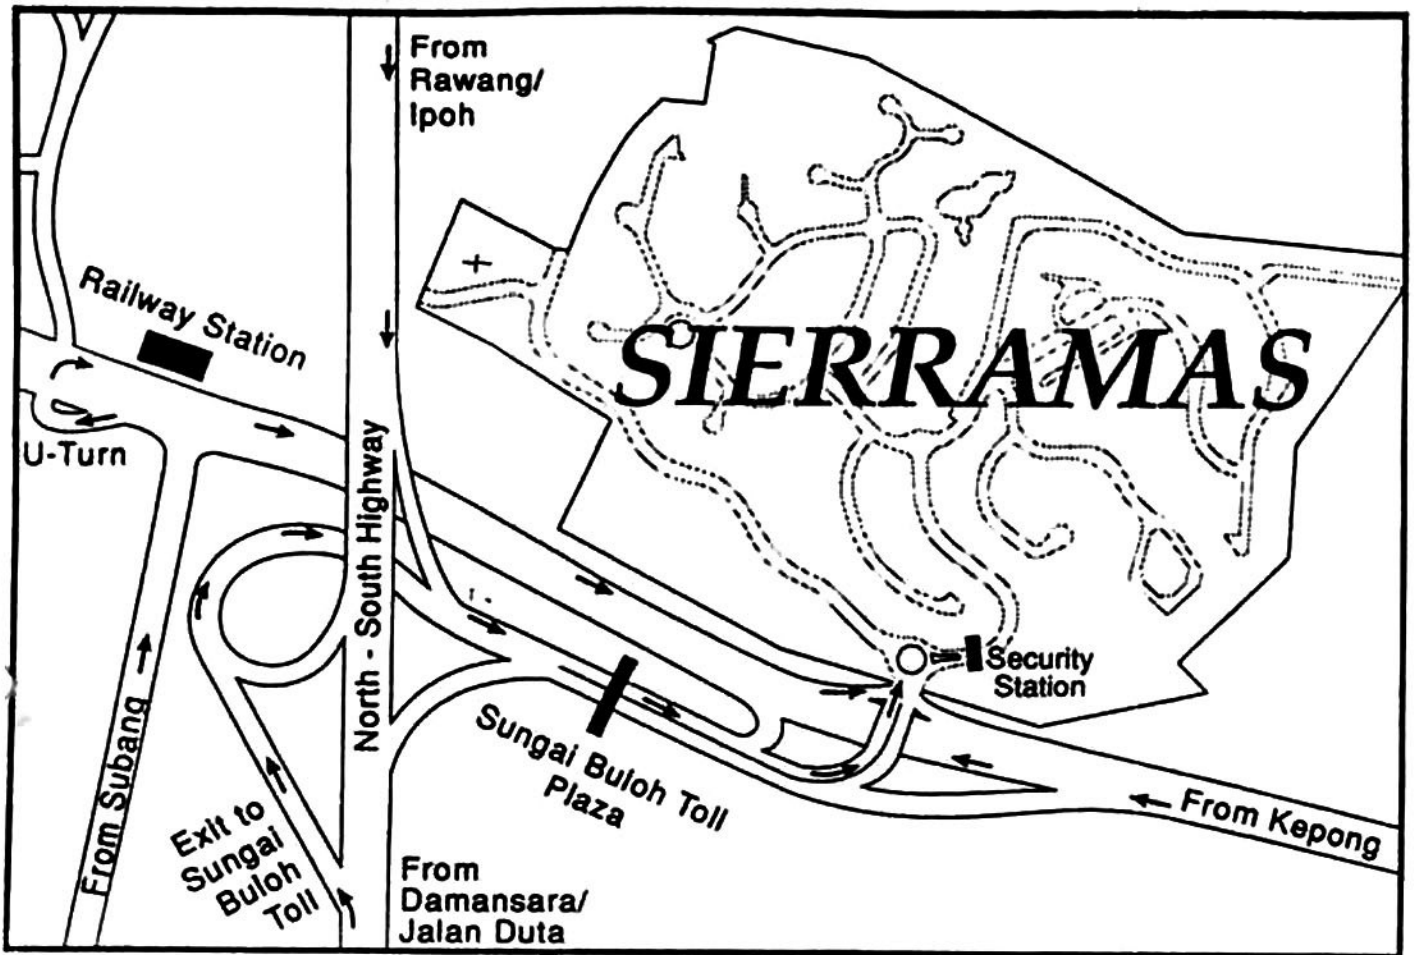 From
Rawang/
Ipoh
Railway Station
SIERRAMAS
U-Turn
North - South Highway
Security
Station
Sungai Buloh Toll
Plaza
From Subang
Exit to
Sungai
Buloh
Toll
From Kepong
From
Damansara/
Jalan Duta